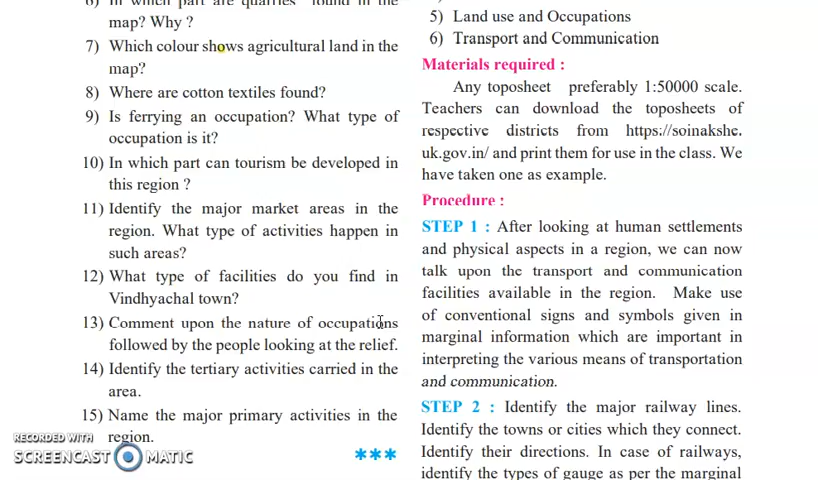 6) In which part are quarries found in the
map? Why ?
7) Which colour shows agricultural land in the
map?
8) Where are cotton textiles found?
9) Is ferrying an occupation? What type of
occupation is it?
10) In which part can tourism be developed in
this region ?
11) Identify the major market areas in the
region. What type of activities happen in
such areas?
12) What type of facilities do you find in
Vindhyachal town?
13) Comment upon the nature of occupations
followed by the people looking at the relief.
14) Identify the tertiary activities carried in the
area.
15) Name the major primary activities in the
region.
RECORDED WITH
SCREENCAST MATIC
***
5) Land use and Occupations
6) Transport and Communication
Materials required :
Any toposheet preferably 1:50000 scale.
Teachers can download the toposheets of
respective districts from https://soinakshe.
uk.gov.in/ and print them for use in the class. We
have taken one as example.
Procedure :
STEP 1 : After looking at human settlements
and physical aspects in a region, we can now
talk upon the transport and communication
facilities available in the region. Make use
of conventional signs and symbols given in
marginal information which are important in
interpreting the various means of transportation
and communication.
STEP 2 : Identify the major railway lines.
Identify the towns or cities which they connect.
Identify their directions. In case of railways,
identify the types of gauge as per the marginal